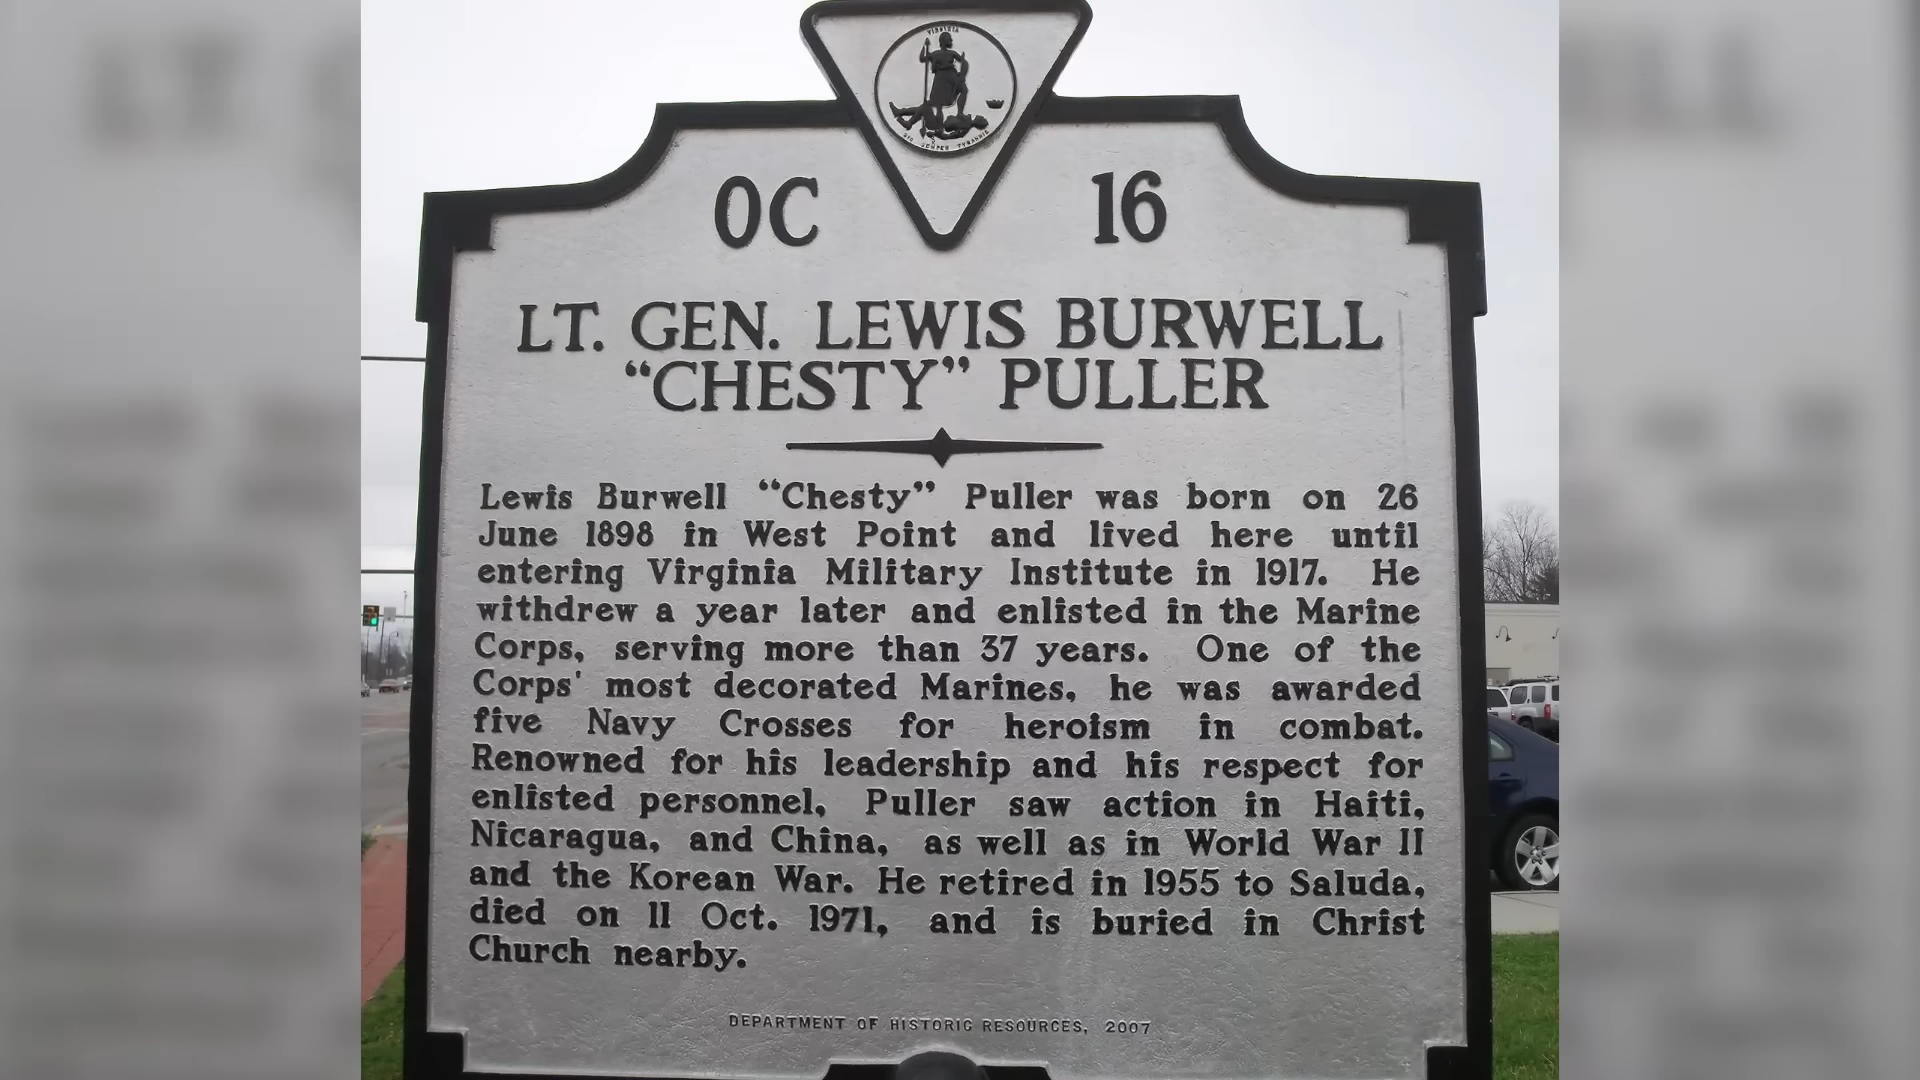 VIRGINIA
SIC SEMPER TYRANNIS
OC 16
LT. GEN. LEWIS BURWELL
“CHESTY” PULLER
Lewis Burwell “Chesty” Puller was born on 26
June 1898 in West Point and lived here until
entering Virginia Military Institute in 1917. He
withdrew a year later and enlisted in the Marine
Corps, serving more than 37 years. One of the
Corps' most decorated Marines, he was awarded
five Navy Crosses for heroism in combat.
Renowned for his leadership and his respect for
enlisted personnel, Puller saw action in Haiti,
Nicaragua, and China, as well as in World War II
and the Korean War. He retired in 1955 to Saluda,
died on 11 Oct. 1971, and is buried in Christ
Church nearby.
DEPARTMENT OF HISTORIC RESOURCES, 2007